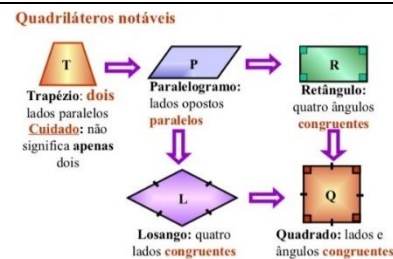 Quadriláteros notáveis
T
P
R
Trapézio: dois
lados paralelos
Cuidado: não
significa apenas
dois
Paralelogramo:
lados opostos
paralelos
Retângulo:
quatro ângulos
congruentes
L
Q
Losango: quatro
lados congruentes
Quadrado: lados e
ângulos congruentes